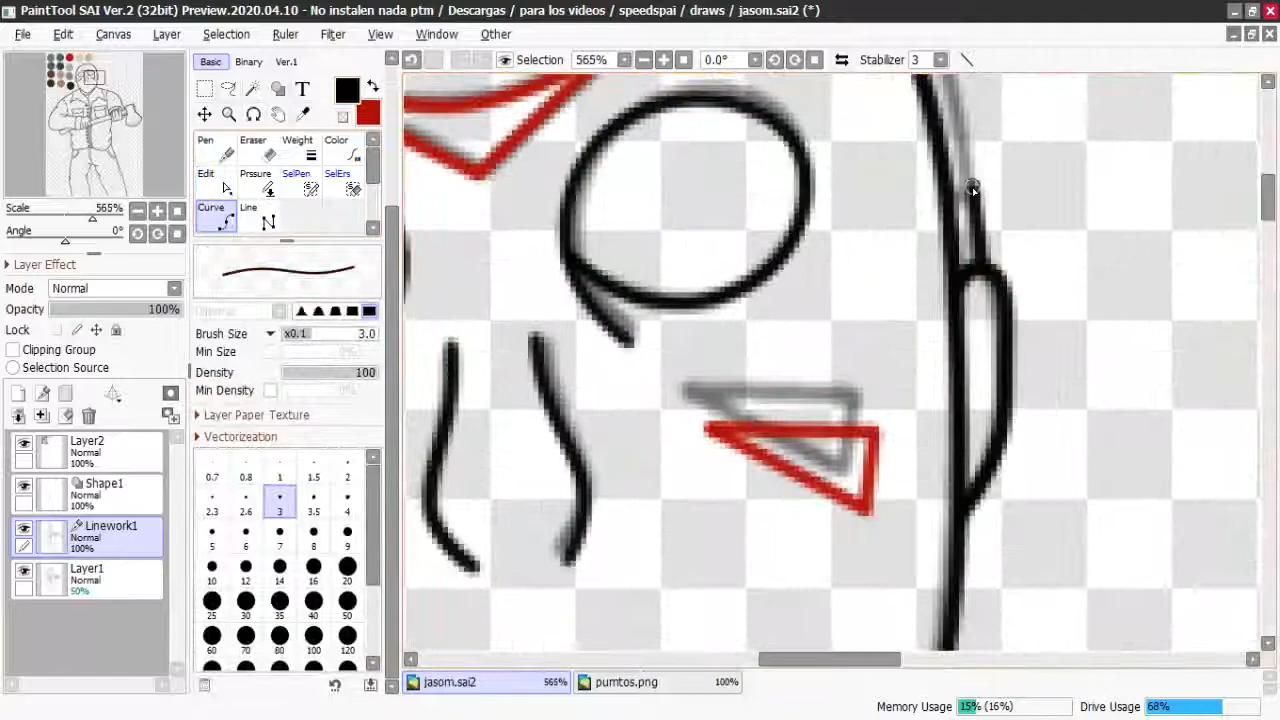 PaintTool SAI Ver.2 (32bit) Preview.2020.04.10 - No instalen nada ptm / Descargas / para los videos / speedspai / draws / jasom.sai2 (*)
File Edit Canvas Layer Selection Ruler Filter View Window Other
Selection 565% 0.0° Stabilizer 3
Scale 565%
Angle 0°
Layer Effect
Mode Normal
Opacity 100%
Lock
Clipping Group
Selection Source
Layer2
Normal
100%
Shape1
Normal
100%
Linework1
Normal
100%
Layer1
Normal
50%
Basic Binary Ver.1
T
Pen Eraser Weight Color
Edit Prssure SelPen SelErs
Curve Line
Brush Size x0.1 3.0
Min Size
Density 100
Min Density
Layer Paper Texture
Vectorization
0.7 0.8 1 1.5 2
2.3 2.6 3 3.5 4
5 6 7 8 9
10 12 14 16 20
25 30 35 40 50
60 70 80 100 120
jasom.sai2 565% pumtos.png 100%
Memory Usage 15% (16%) Drive Usage 68%